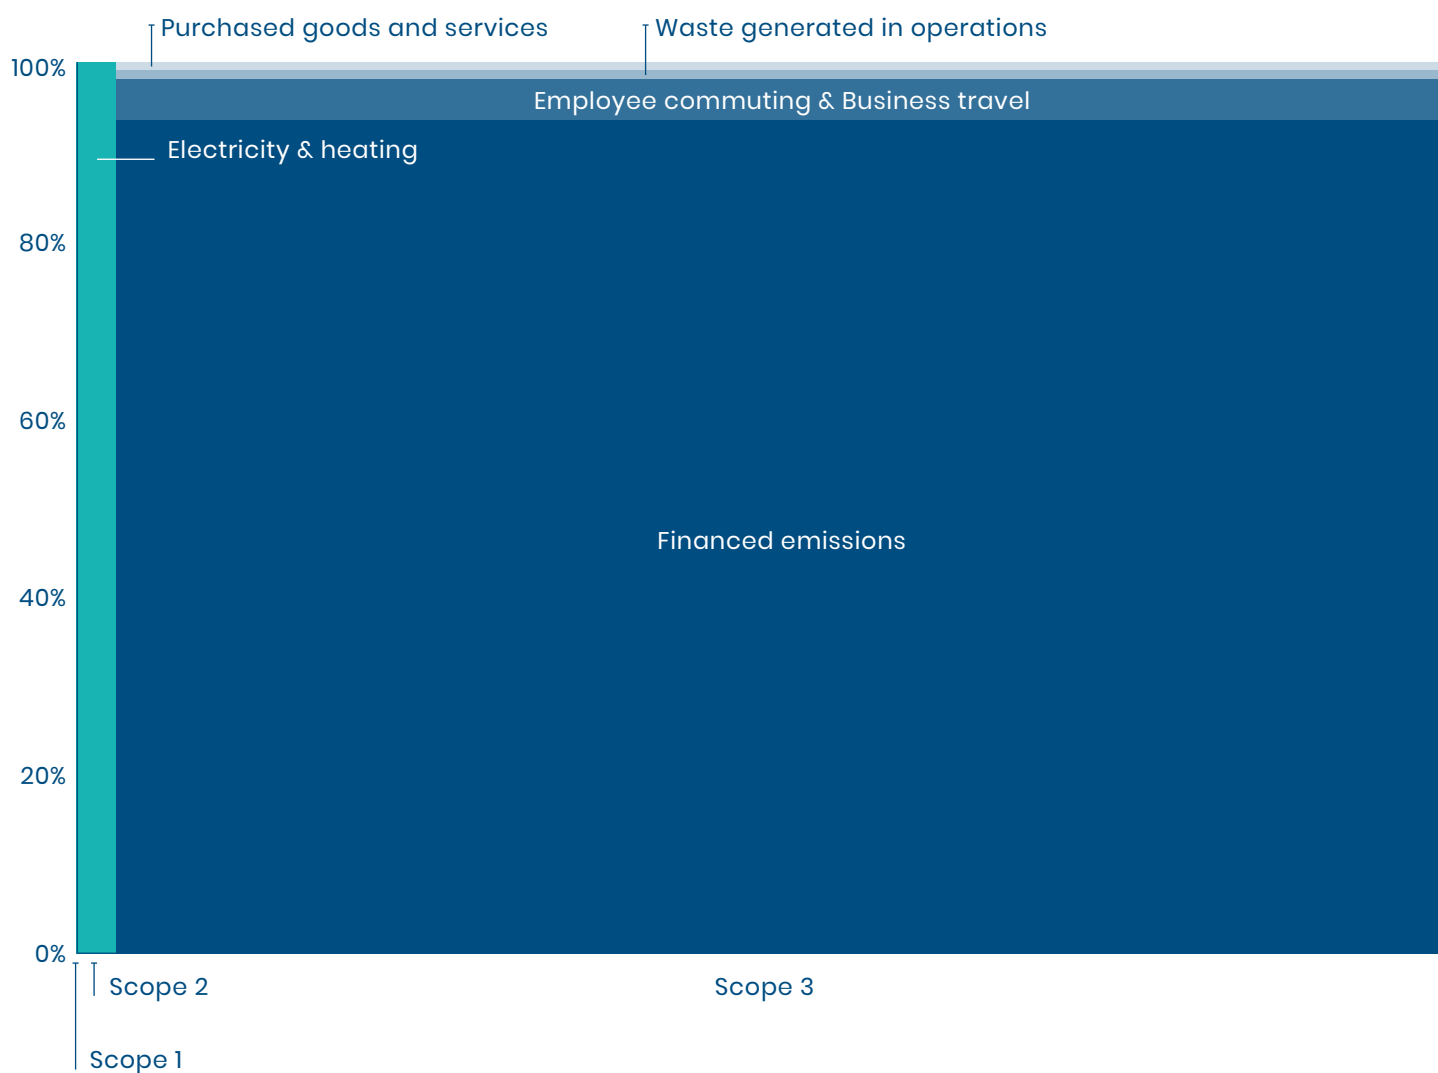 Purchased goods and services
Waste generated in operations
100%
Employee commuting & Business travel
Electricity & heating
80%
60%
Financed emissions
40%
20%
0%
Scope 2
Scope 3
Scope 1